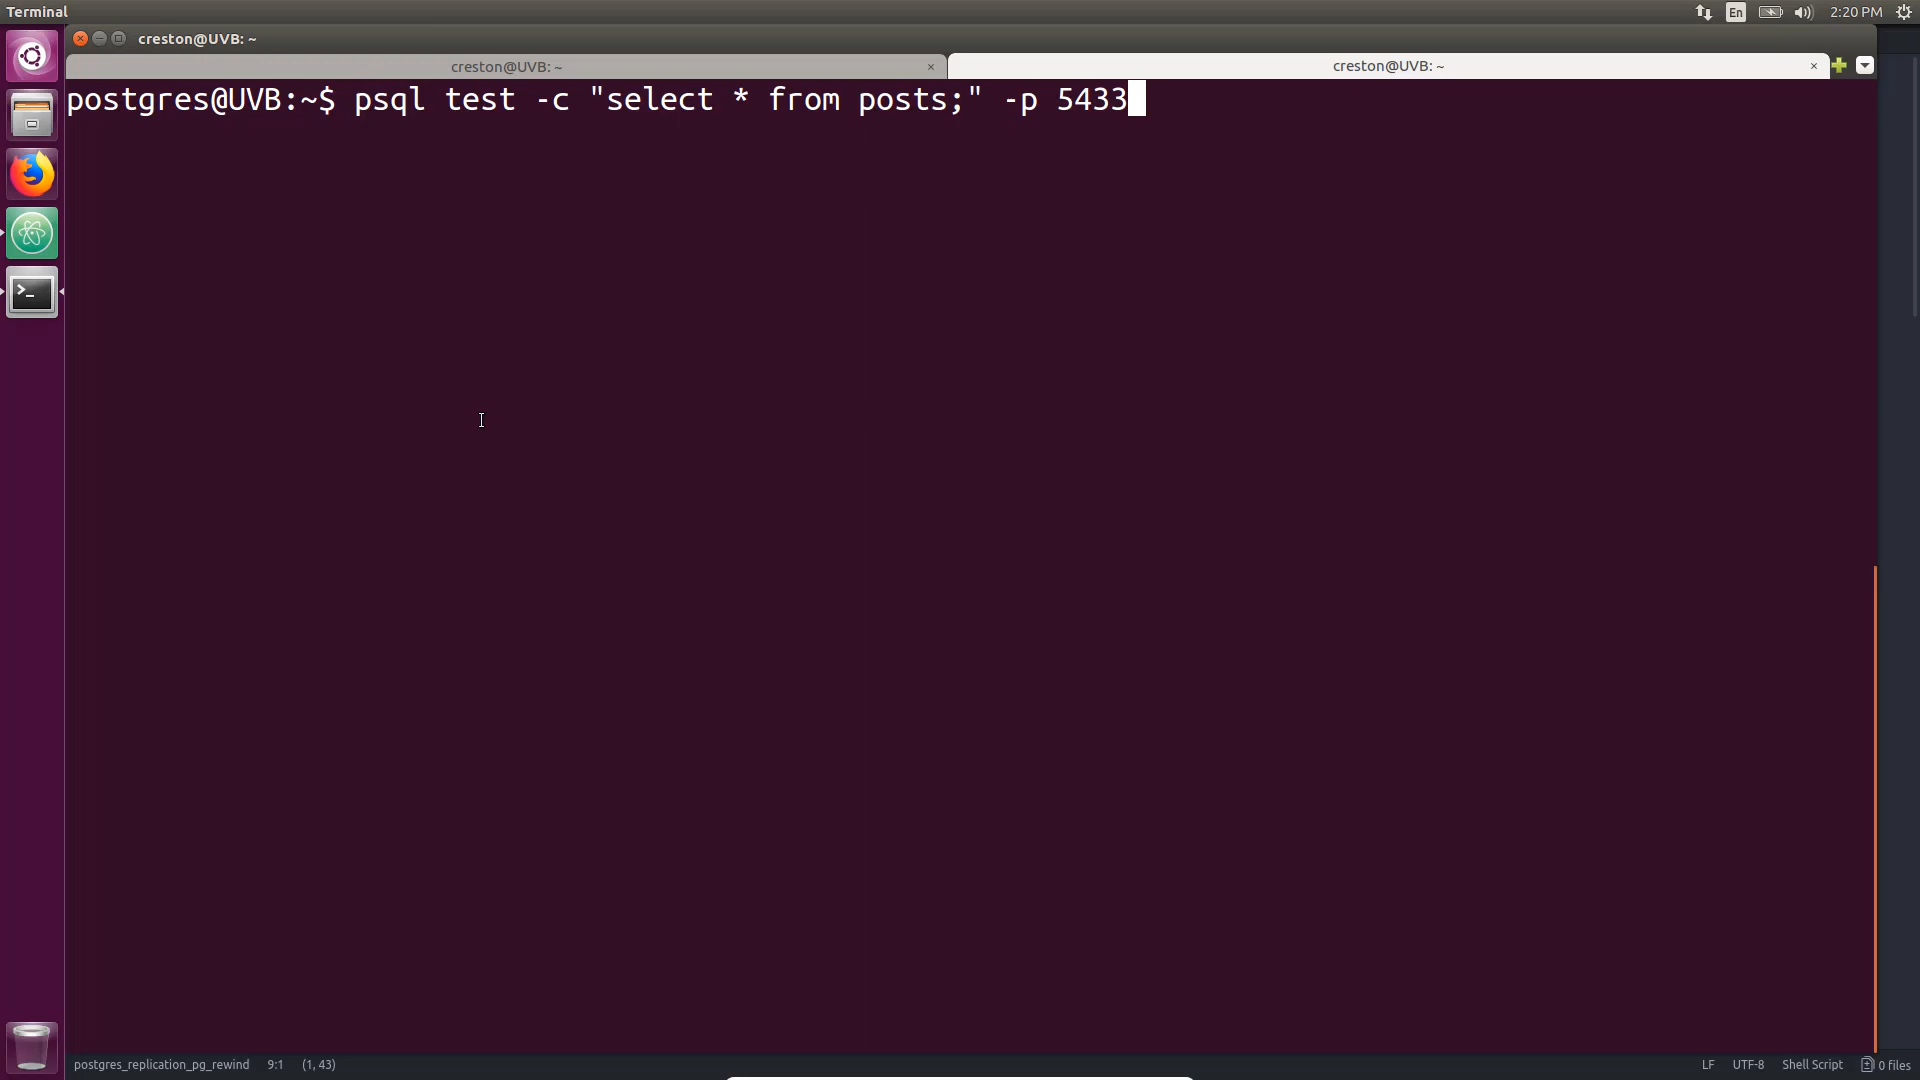 Terminal
En
2:20 PM
creston@UVB: ~
creston@UVB: ~ ×
creston@UVB: ~ ×
postgres@UVB:~$ psql test -c "select * from posts;" -p 5433
>_
postgres_replication_pg_rewind 9:1 (1, 43)
LF UTF-8 Shell Script 0 files